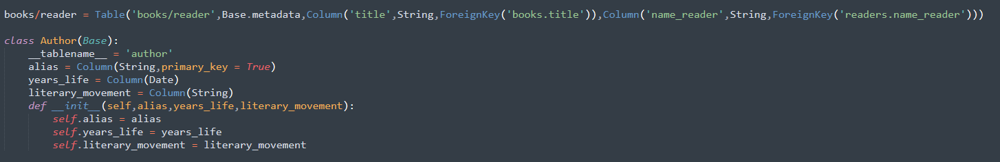 books/reader = Table('books/reader',Base.metadata,Column('title',String,ForeignKey('books.title')),Column('name_reader',String,ForeignKey('readers.name_reader')))
class Author(Base):
    __tablename__ = 'author'
    alias = Column(String,primary_key = True)
    years_life = Column(Date)
    literary_movement = Column(String)
    def __init__(self,alias,years_life,literary_movement):
        self.alias = alias
        self.years_life = years_life
        self.literary_movement = literary_movement